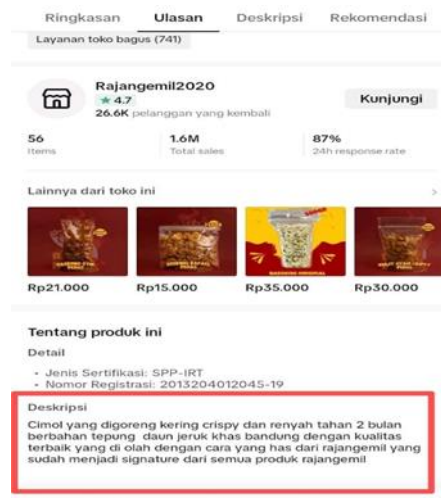 Ringkasan Ulasan Deskripsi Rekomendasi
Layanan toko bagus (741)
Rajangemil2020
★ 4.7
26.6K pelanggan yang kembali
Kunjungi
56 1.6M 87%
Items Total sales 24h response rate
Lainnya dari toko ini >
Rp21.000 Rp15.000 Rp35.000 Rp30.000
Tentang produk ini
Detail
• Jenis Sertifikasi: SPP-IRT
• Nomor Registrasi: 2013204012045-19
Deskripsi
Cimol yang digoreng kering crispy dan renyah tahan 2 bulan
berbahan tepung daun jeruk khas bandung dengan kualitas
terbaik yang di olah dengan cara yang has dari rajangemil yang
sudah menjadi signature dari semua produk rajangemil